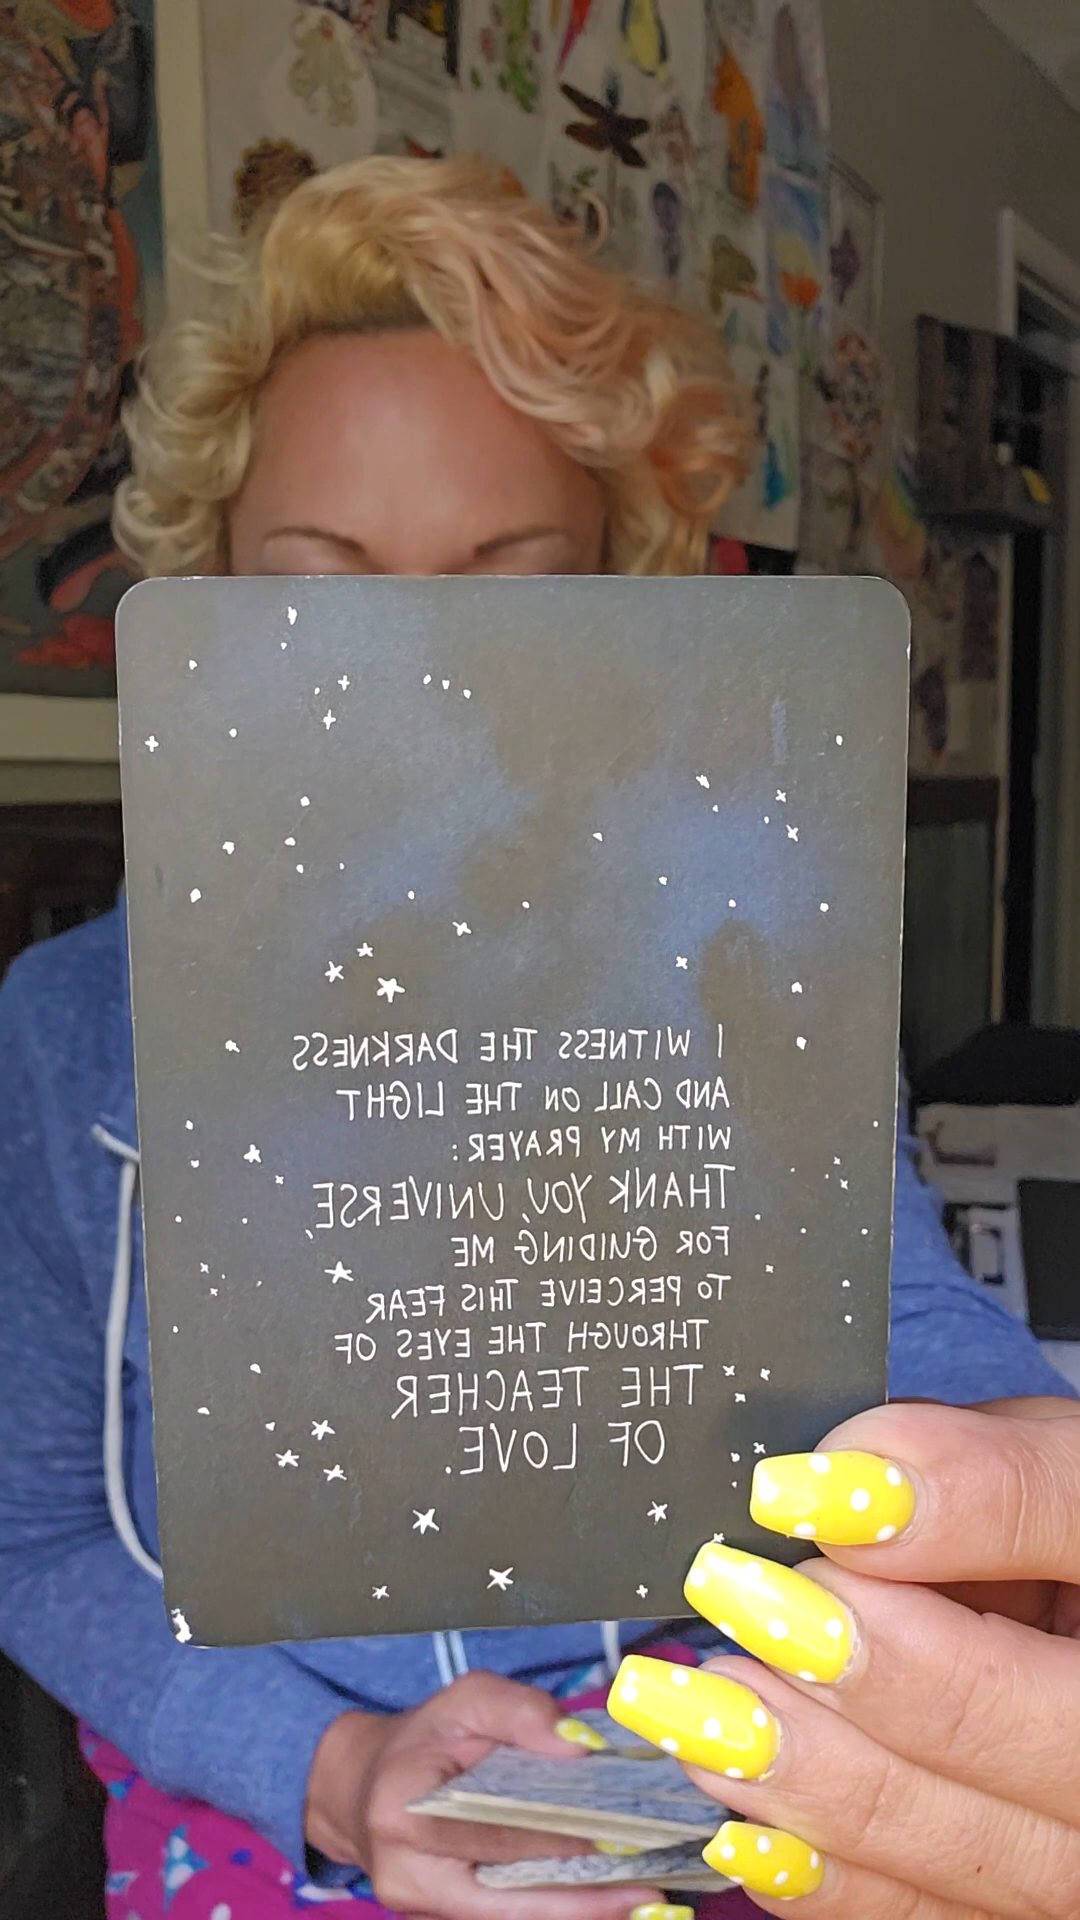 I WITNESS THE DARKNESS
AND CALL ON THE LIGHT
WITH MY PRAYER:
THANK YOU, UNIVERSE,
FOR GUIDING ME
TO PERCEIVE THIS FEAR
THROUGH THE EYES OF
THE TEACHER
OF LOVE.